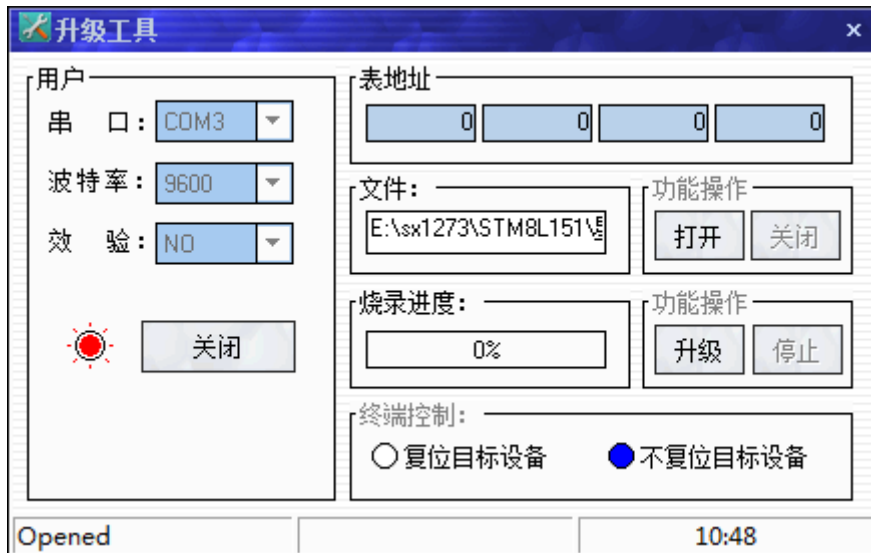 升级工具
用户
串 口: COM3
波特率: 9600
效 验: NO
关闭
表地址
0 0 0 0
文件:
E:\sx1273\STM8L151\
功能操作
打开 关闭
烧录进度:
0%
功能操作
升级 停止
终端控制:
复位目标设备 不复位目标设备
Opened 10:48